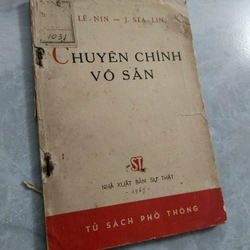 LÊ-NIN — J. STA-LIN
1031
CHUYÊN CHÍNH
VÔ SẢN
ST
NHÀ XUẤT BẢN SỰ THẬT
TỦ SÁCH PHỔ THÔNG